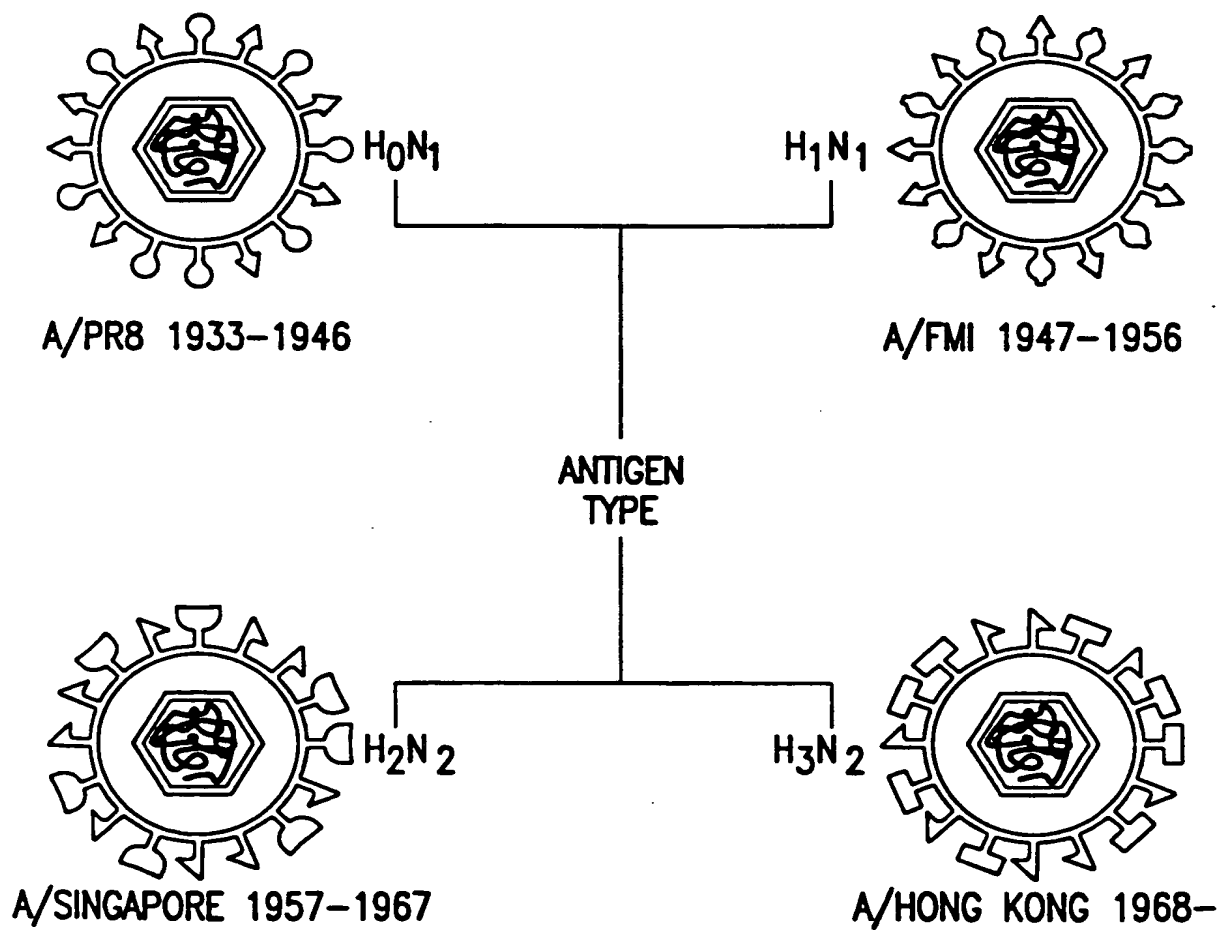 H₀N₁
H₁N₁
A/PR8 1933–1946
A/FMI 1947–1956
ANTIGEN
TYPE
H₂N₂
H₃N₂
A/SINGAPORE 1957–1967
A/HONG KONG 1968–